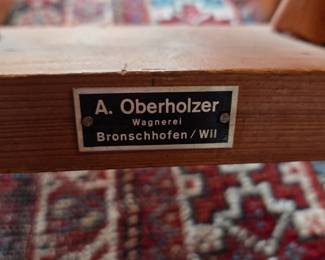 A. Oberholzer
Wagnerei
Bronschhofen/Wil